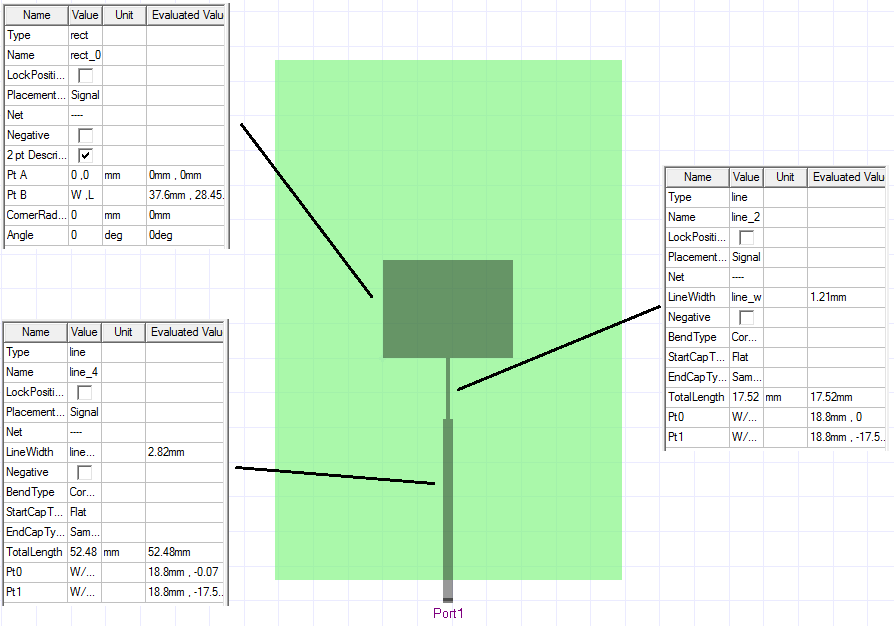 Name Value Unit Evaluated Valu
Type rect
Name rect_0
LockPositi...
Placement... Signal
Net ----
Negative
2 pt Descri...
Pt A 0 ,0 mm 0mm , 0mm
Pt B W ,L 37.6mm , 28.45.
CornerRad... 0 mm 0mm
Angle 0 deg 0deg
Name Value Unit Evaluated Valu
Type line
Name line_2
LockPositi...
Placement... Signal
Net ----
LineWidth line_w 1.21mm
Negative
BendType Cor...
StartCapT... Flat
EndCapTy... Sam...
TotalLength 17.52 mm 17.52mm
Pt0 W/... 18.8mm , 0
Pt1 W/... 18.8mm , -17.5..
Name Value Unit Evaluated Valu
Type line
Name line_4
LockPositi...
Placement... Signal
Net ----
LineWidth line... 2.82mm
Negative
BendType Cor...
StartCapT... Flat
EndCapTy... Sam...
TotalLength 52.48 mm 52.48mm
Pt0 W/... 18.8mm , -0.07
Pt1 W/... 18.8mm , -17.5..
Port1